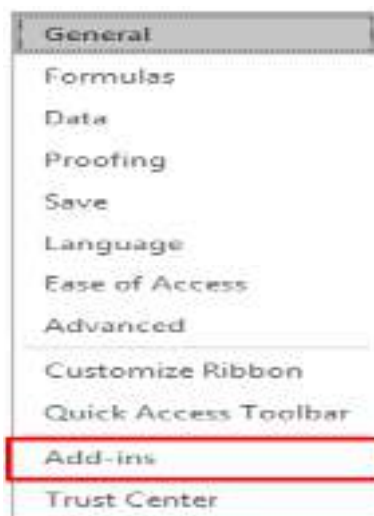 General
Formulas
Data
Proofing
Save
Language
Ease of Access
Advanced
Customize Ribbon
Quick Access Toolbar
Add-ins
Trust Center